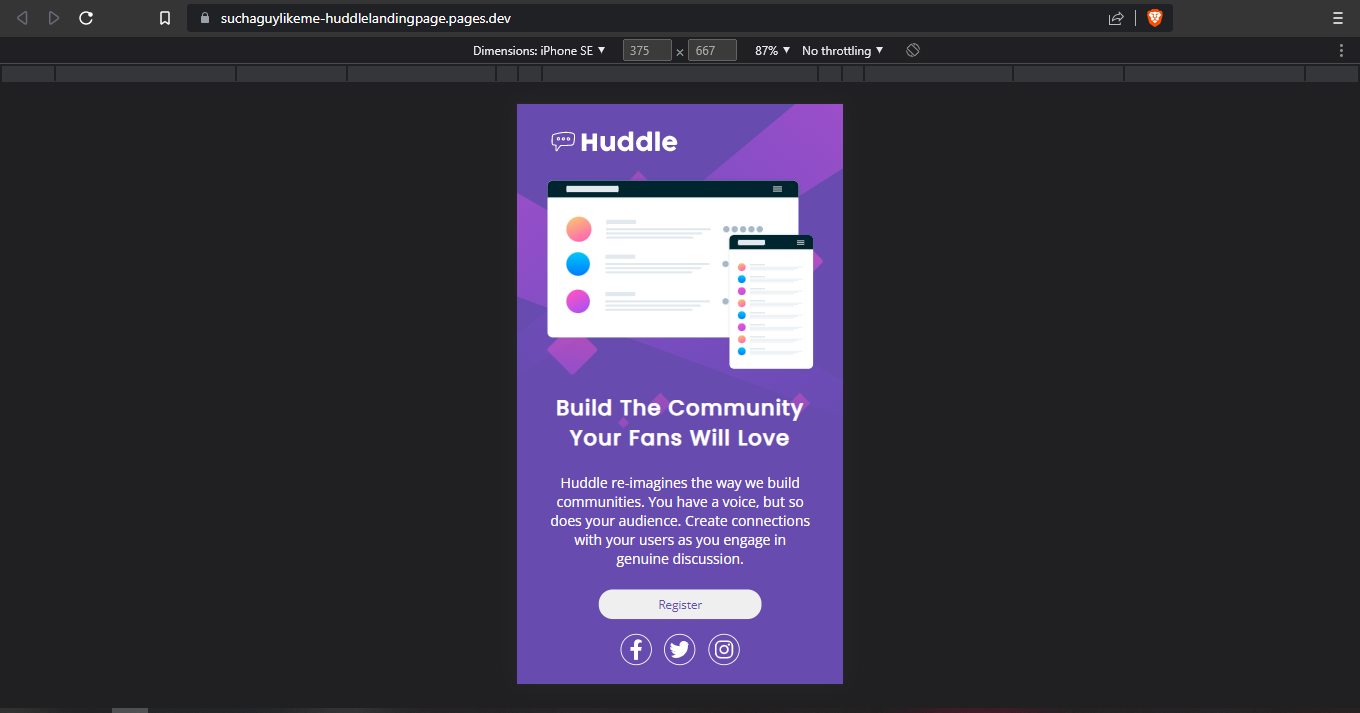 suchaguylikeme-huddlelandingpage.pages.dev
Dimensions: iPhone SE 375 × 667 87% No throttling
Huddle
Build The Community
Your Fans Will Love
Huddle re-imagines the way we build
communities. You have a voice, but so
does your audience. Create connections
with your users as you engage in
genuine discussion.
Register